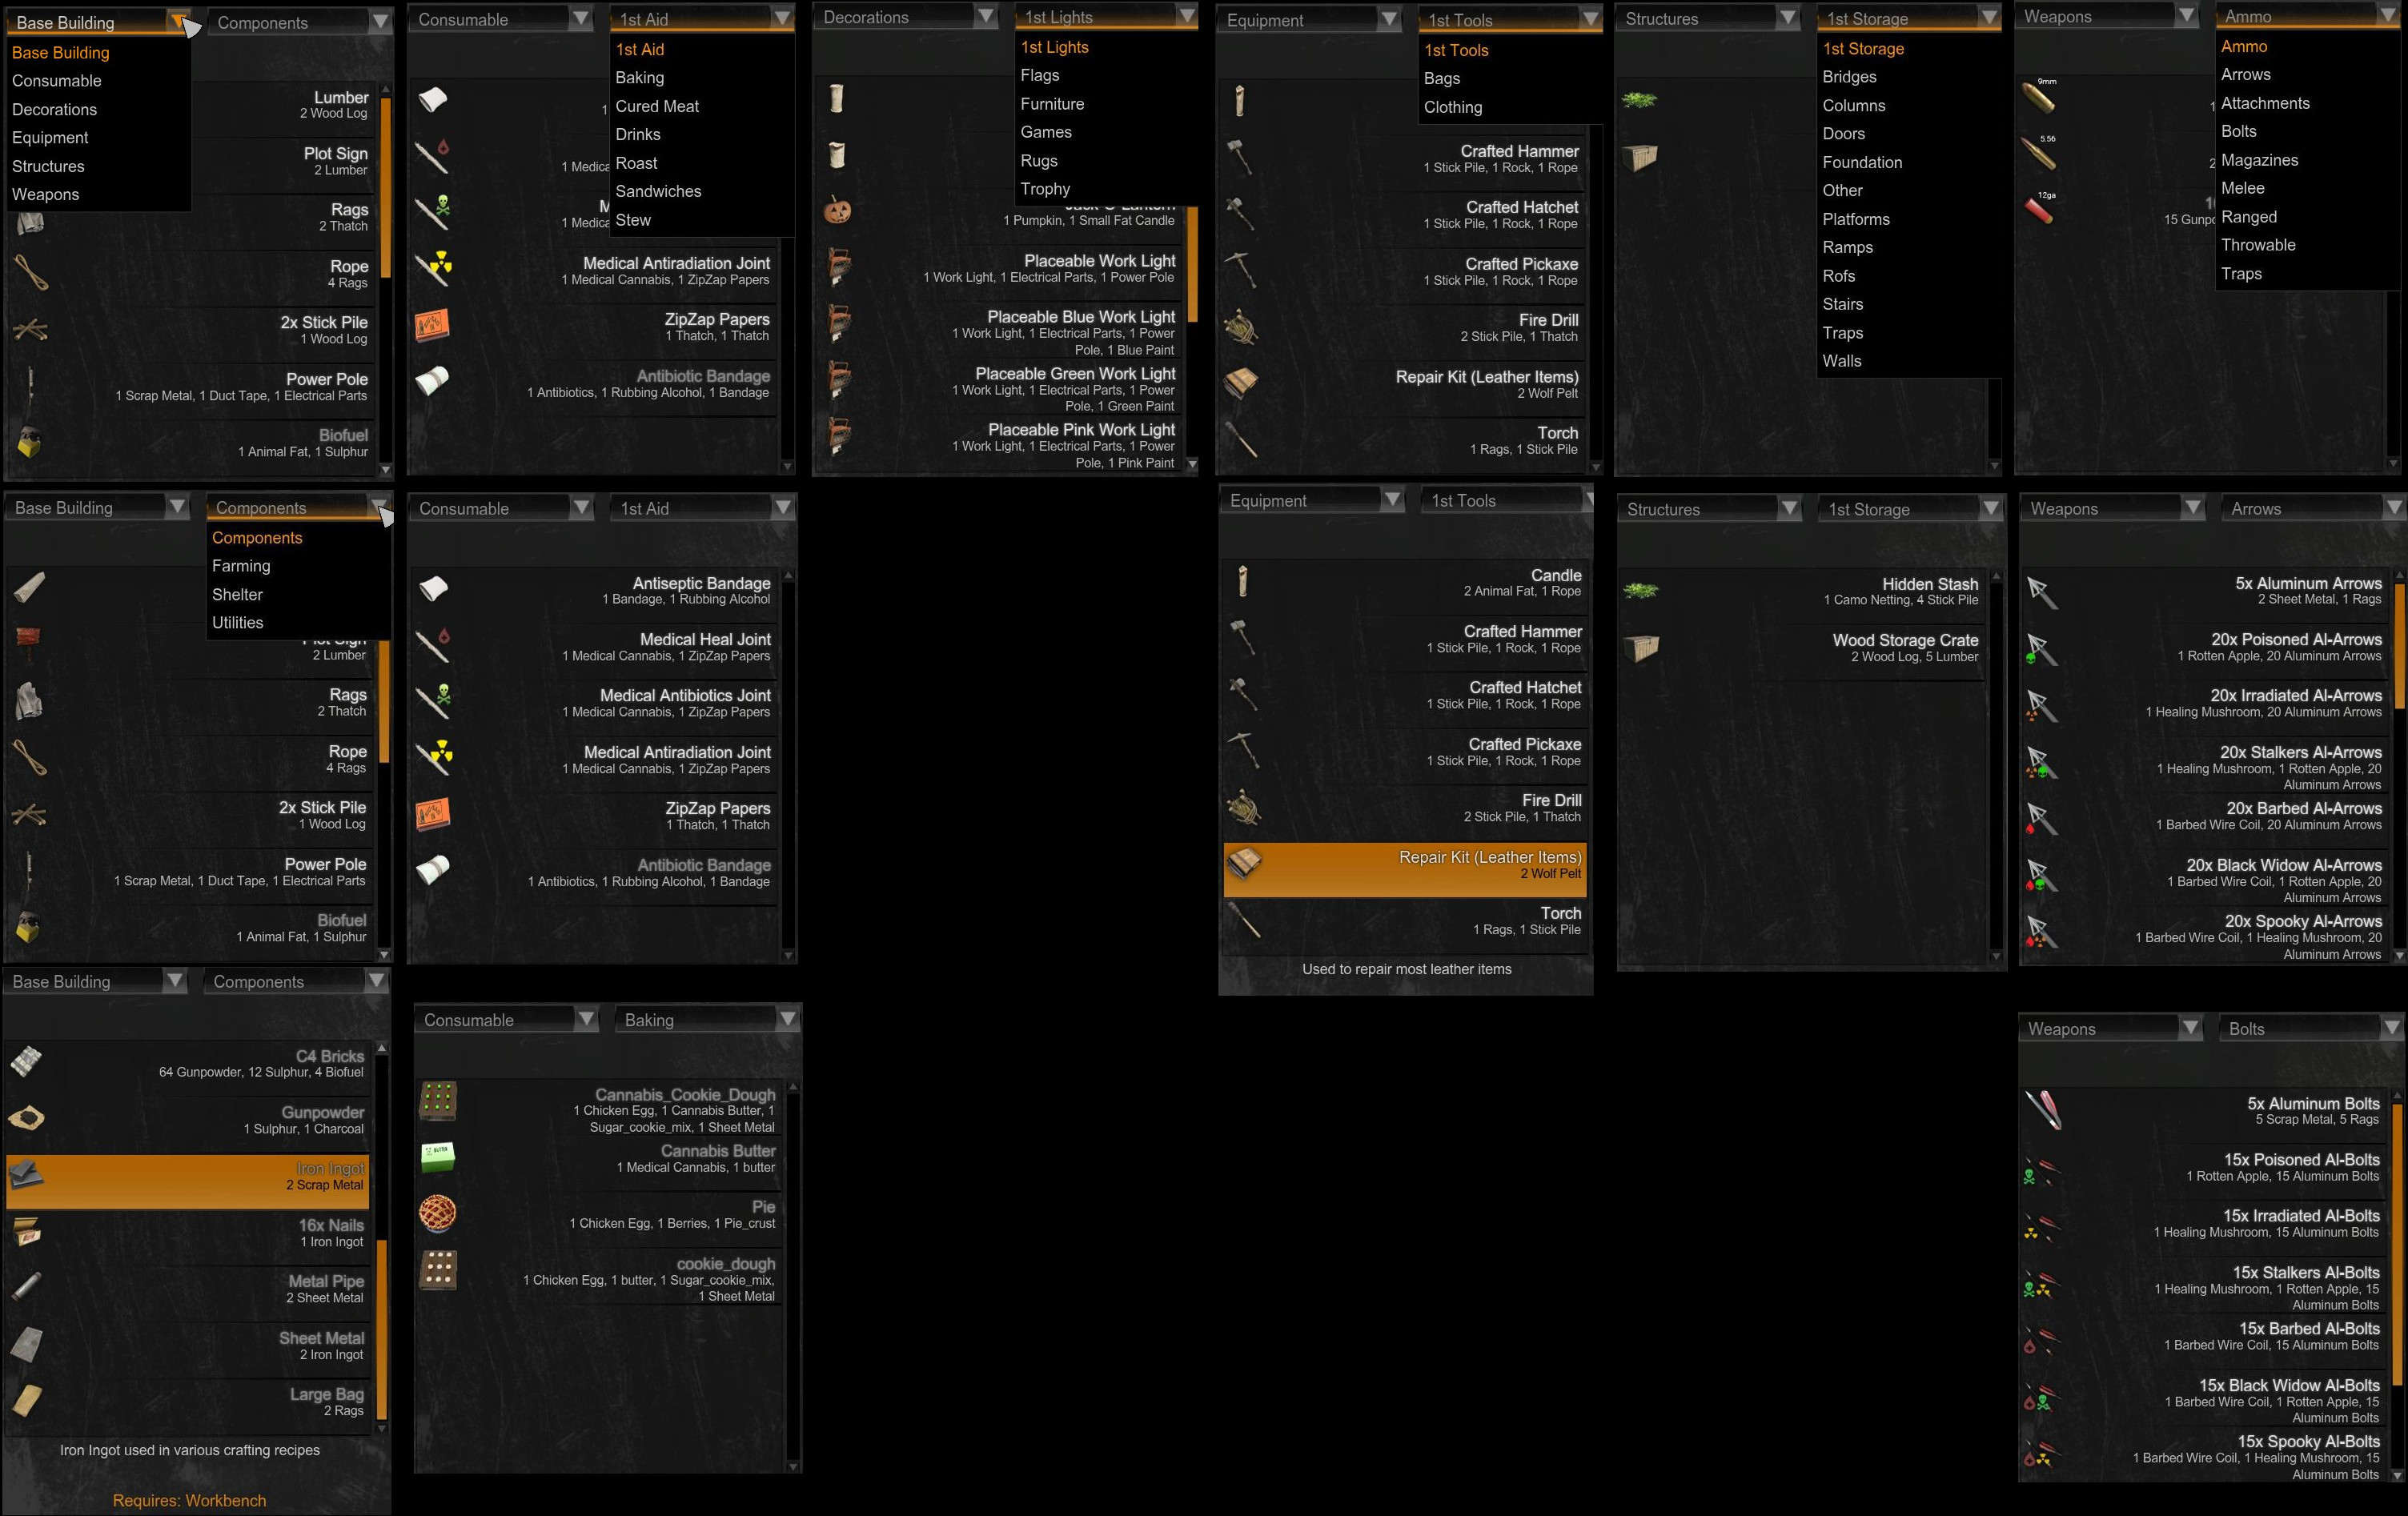 Base Building
Components
Base Building
Consumable
Decorations
Equipment
Structures
Weapons
Lumber
2 Wood Log
Plot Sign
2 Lumber
Rags
2 Thatch
Rope
4 Rags
2x Stick Pile
1 Wood Log
Power Pole
1 Scrap Metal, 1 Duct Tape, 1 Electrical Parts
Biofuel
1 Animal Fat, 1 Sulphur
Consumable
1st Aid
1st Aid
Baking
Cured Meat
Drinks
Roast
Sandwiches
Stew
1
1 Medica
M
1 Medica
Medical Antiradiation Joint
1 Medical Cannabis, 1 ZipZap Papers
ZipZap Papers
1 Thatch, 1 Thatch
Antibiotic Bandage
1 Antibiotics, 1 Rubbing Alcohol, 1 Bandage
Decorations
1st Lights
1st Lights
Flags
Furniture
Games
Rugs
Trophy
Jack-O-Lantern
1 Pumpkin, 1 Small Fat Candle
Placeable Work Light
1 Work Light, 1 Electrical Parts, 1 Power Pole
Placeable Blue Work Light
1 Work Light, 1 Electrical Parts, 1 Power
Pole, 1 Blue Paint
Placeable Green Work Light
1 Work Light, 1 Electrical Parts, 1 Power
Pole, 1 Green Paint
Placeable Pink Work Light
1 Work Light, 1 Electrical Parts, 1 Power
Pole, 1 Pink Paint
Equipment
1st Tools
1st Tools
Bags
Clothing
Crafted Hammer
1 Stick Pile, 1 Rock, 1 Rope
Crafted Hatchet
1 Stick Pile, 1 Rock, 1 Rope
Crafted Pickaxe
1 Stick Pile, 1 Rock, 1 Rope
Fire Drill
2 Stick Pile, 1 Thatch
Repair Kit (Leather Items)
2 Wolf Pelt
Torch
1 Rags, 1 Stick Pile
Structures
1st Storage
1st Storage
Bridges
Columns
Doors
Foundation
Other
Platforms
Ramps
Rofs
Stairs
Traps
Walls
Weapons
Ammo
Ammo
Arrows
Attachments
Bolts
Magazines
Melee
Ranged
Throwable
Traps
9mm
1
5.56
2
12ga
1
15 Gunpo
Base Building
Components
Components
Farming
Shelter
Utilities
Plot Sign
2 Lumber
Rags
2 Thatch
Rope
4 Rags
2x Stick Pile
1 Wood Log
Power Pole
1 Scrap Metal, 1 Duct Tape, 1 Electrical Parts
Biofuel
1 Animal Fat, 1 Sulphur
Consumable
1st Aid
Antiseptic Bandage
1 Bandage, 1 Rubbing Alcohol
Medical Heal Joint
1 Medical Cannabis, 1 ZipZap Papers
Medical Antibiotics Joint
1 Medical Cannabis, 1 ZipZap Papers
Medical Antiradiation Joint
1 Medical Cannabis, 1 ZipZap Papers
ZipZap Papers
1 Thatch, 1 Thatch
Antibiotic Bandage
1 Antibiotics, 1 Rubbing Alcohol, 1 Bandage
Equipment
1st Tools
Candle
2 Animal Fat, 1 Rope
Crafted Hammer
1 Stick Pile, 1 Rock, 1 Rope
Crafted Hatchet
1 Stick Pile, 1 Rock, 1 Rope
Crafted Pickaxe
1 Stick Pile, 1 Rock, 1 Rope
Fire Drill
2 Stick Pile, 1 Thatch
Repair Kit (Leather Items)
2 Wolf Pelt
Torch
1 Rags, 1 Stick Pile
Used to repair most leather items
Structures
1st Storage
Hidden Stash
1 Camo Netting, 4 Stick Pile
Wood Storage Crate
2 Wood Log, 5 Lumber
Weapons
Arrows
5x Aluminum Arrows
2 Sheet Metal, 1 Rags
20x Poisoned Al-Arrows
1 Rotten Apple, 20 Aluminum Arrows
20x Irradiated Al-Arrows
1 Healing Mushroom, 20 Aluminum Arrows
20x Stalkers Al-Arrows
1 Healing Mushroom, 1 Rotten Apple, 20
Aluminum Arrows
20x Barbed Al-Arrows
1 Barbed Wire Coil, 20 Aluminum Arrows
20x Black Widow Al-Arrows
1 Barbed Wire Coil, 1 Rotten Apple, 20
Aluminum Arrows
20x Spooky Al-Arrows
1 Barbed Wire Coil, 1 Healing Mushroom, 20
Aluminum Arrows
Base Building
Components
C4 Bricks
64 Gunpowder, 12 Sulphur, 4 Biofuel
Gunpowder
1 Sulphur, 1 Charcoal
Iron Ingot
2 Scrap Metal
16x Nails
1 Iron Ingot
Metal Pipe
2 Sheet Metal
Sheet Metal
2 Iron Ingot
Large Bag
2 Rags
Iron Ingot used in various crafting recipes
Requires: Workbench
Consumable
Baking
Cannabis_Cookie_Dough
1 Chicken Egg, 1 Cannabis Butter, 1
Sugar_cookie_mix, 1 Sheet Metal
Cannabis Butter
1 Medical Cannabis, 1 butter
Pie
1 Chicken Egg, 1 Berries, 1 Pie_crust
cookie_dough
1 Chicken Egg, 1 butter, 1 Sugar_cookie_mix,
1 Sheet Metal
Weapons
Bolts
5x Aluminum Bolts
5 Scrap Metal, 5 Rags
15x Poisoned Al-Bolts
1 Rotten Apple, 15 Aluminum Bolts
15x Irradiated Al-Bolts
1 Healing Mushroom, 15 Aluminum Bolts
15x Stalkers Al-Bolts
1 Healing Mushroom, 1 Rotten Apple, 15
Aluminum Bolts
15x Barbed Al-Bolts
1 Barbed Wire Coil, 15 Aluminum Bolts
15x Black Widow Al-Bolts
1 Barbed Wire Coil, 1 Rotten Apple, 15
Aluminum Bolts
15x Spooky Al-Bolts
1 Barbed Wire Coil, 1 Healing Mushroom, 15
Aluminum Bolts